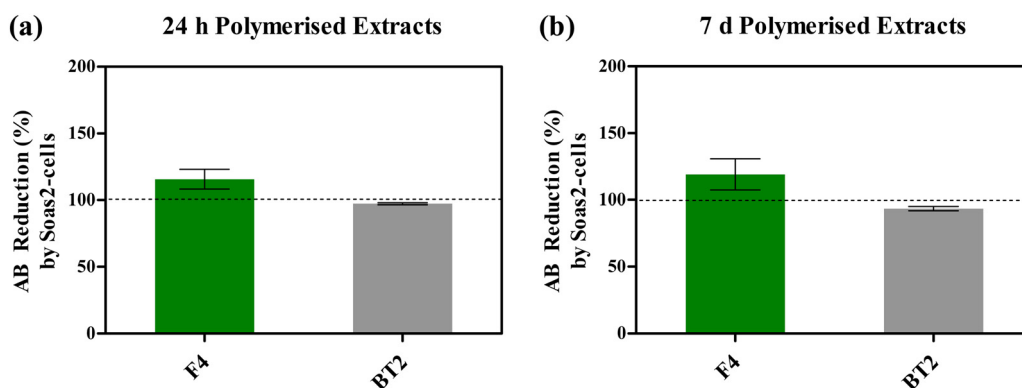 (a) 24 h Polymerised Extracts
AB Reduction (%)
by Soas2-cells
200
150
100
50
0
F4
BT2
(b) 7 d Polymerised Extracts
AB Reduction (%)
by Soas2-cells
200
150
100
50
0
F4
BT2